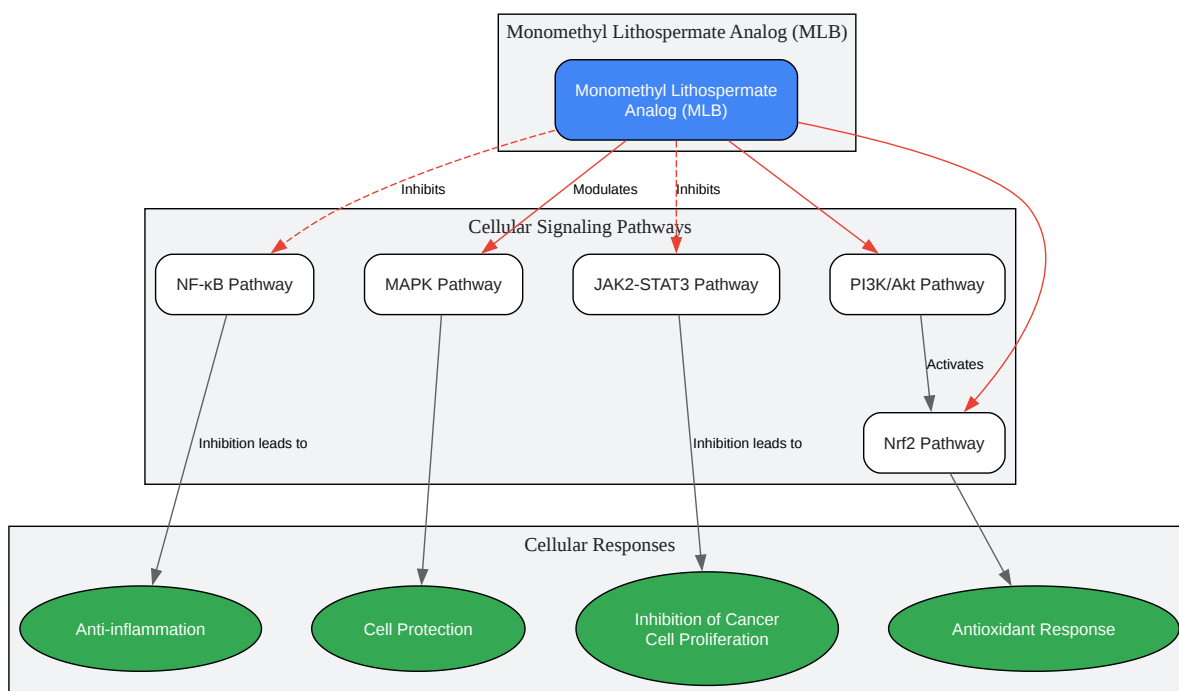 Monomethyl Lithospermate Analog (MLB)
Monomethyl Lithospermate
Analog (MLB)
Inhibits
Modulates
Inhibits
Cellular Signaling Pathways
NF-κB Pathway
MAPK Pathway
JAK2-STAT3 Pathway
PI3K/Akt Pathway
Activates
Nrf2 Pathway
Inhibition leads to
Inhibition leads to
Cellular Responses
Anti-inflammation
Cell Protection
Inhibition of Cancer
Cell Proliferation
Antioxidant Response